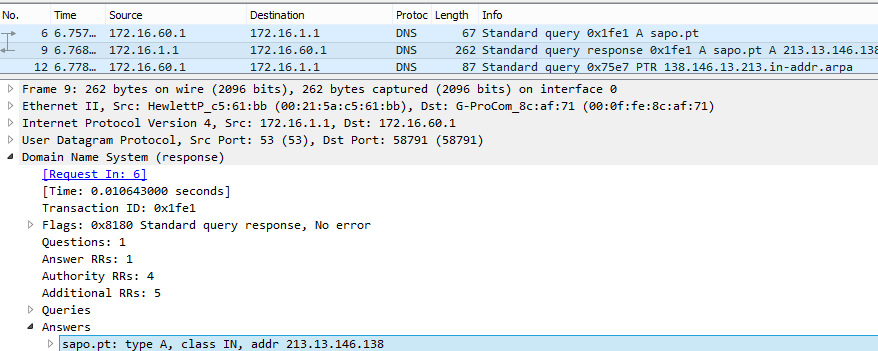 No. Time Source Destination Protoc Length Info
6 6.757… 172.16.60.1 172.16.1.1 DNS 67 Standard query 0x1fe1 A sapo.pt
9 6.768… 172.16.1.1 172.16.60.1 DNS 262 Standard query response 0x1fe1 A sapo.pt A 213.13.146.138
12 6.778… 172.16.60.1 172.16.1.1 DNS 87 Standard query 0x75e7 PTR 138.146.13.213.in-addr.arpa
Frame 9: 262 bytes on wire (2096 bits), 262 bytes captured (2096 bits) on interface 0
Ethernet II, Src: HewlettP_c5:61:bb (00:21:5a:c5:61:bb), Dst: G-ProCom_8c:af:71 (00:0f:fe:8c:af:71)
Internet Protocol Version 4, Src: 172.16.1.1, Dst: 172.16.60.1
User Datagram Protocol, Src Port: 53 (53), Dst Port: 58791 (58791)
Domain Name System (response)
[Request In: 6]
[Time: 0.010643000 seconds]
Transaction ID: 0x1fe1
Flags: 0x8180 Standard query response, No error
Questions: 1
Answer RRs: 1
Authority RRs: 4
Additional RRs: 5
Queries
Answers
sapo.pt: type A, class IN, addr 213.13.146.138